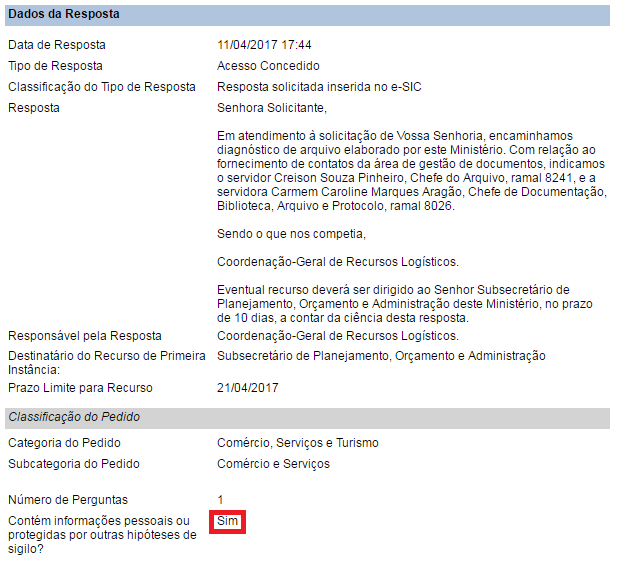 Dados da Resposta
Data de Resposta 11/04/2017 17:44
Tipo de Resposta Acesso Concedido
Classificação do Tipo de Resposta Resposta solicitada inserida no e-SIC
Resposta Senhora Solicitante,
Em atendimento à solicitação de Vossa Senhoria, encaminhamos
diagnóstico de arquivo elaborado por este Ministério. Com relação ao
fornecimento de contatos da área de gestão de documentos, indicamos
o servidor Creison Souza Pinheiro, Chefe do Arquivo, ramal 8241, e a
servidora Carmem Caroline Marques Aragão, Chefe de Documentação,
Biblioteca, Arquivo e Protocolo, ramal 8026.
Sendo o que nos competia,
Coordenação-Geral de Recursos Logísticos.
Eventual recurso deverá ser dirigido ao Senhor Subsecretário de
Planejamento, Orçamento e Administração deste Ministério, no prazo
de 10 dias, a contar da ciência desta resposta.
Responsável pela Resposta Coordenação-Geral de Recursos Logísticos.
Destinatário do Recurso de Primeira Subsecretário de Planejamento, Orçamento e Administração
Instância:
Prazo Limite para Recurso 21/04/2017
Classificação do Pedido
Categoria do Pedido Comércio, Serviços e Turismo
Subcategoria do Pedido Comércio e Serviços
Número de Perguntas 1
Contém informações pessoais ou Sim
protegidas por outras hipóteses de
sigilo?